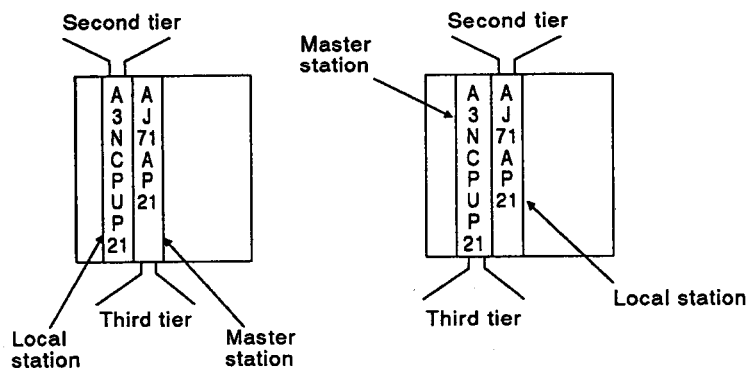 Second tier
A
3
N
C
P
U
P
21
A
J
71
A
P
21
Third tier
Local
station
Master
station
Second tier
Master
station
A
3
N
C
P
U
P
21
A
J
71
A
P
21
Local station
Third tier